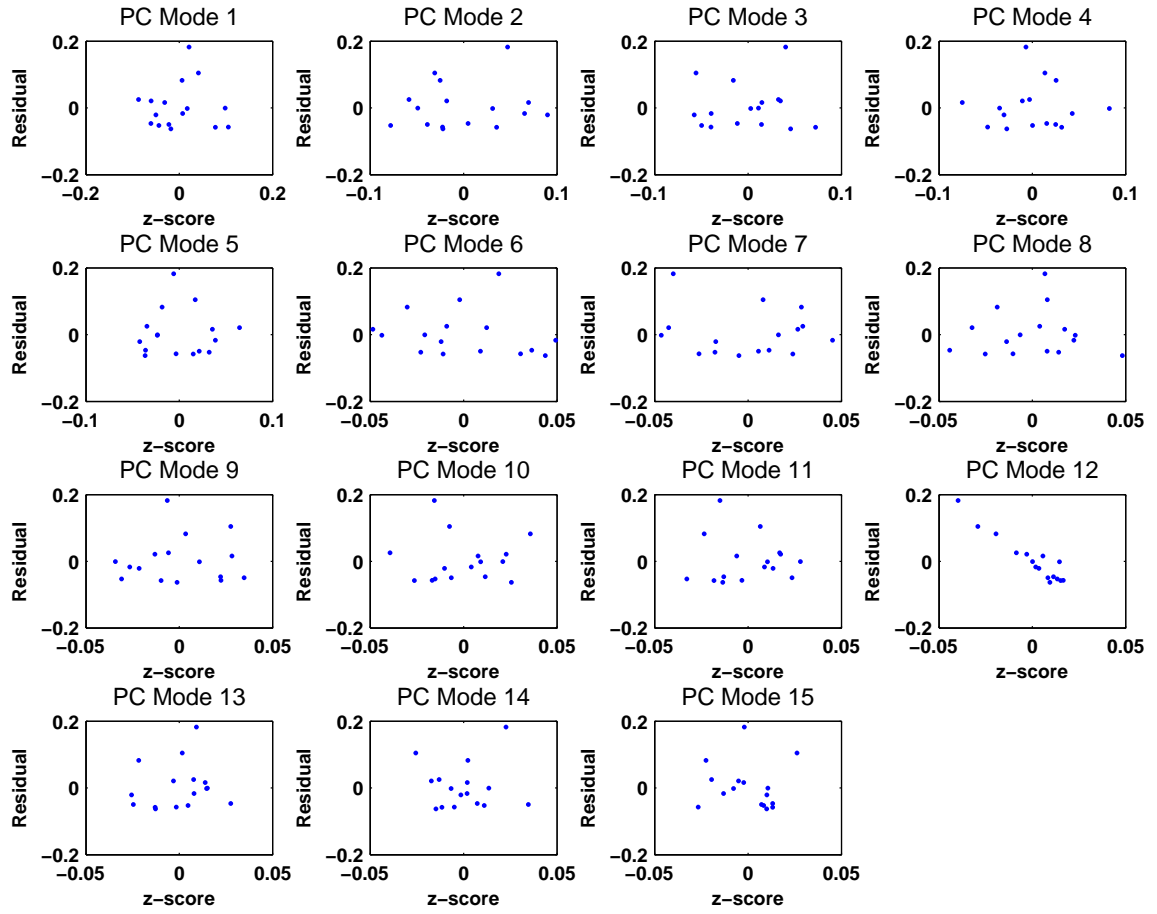 PC Mode 1
0.2
0
−0.2
−0.2
0
0.2
Residual
z−score
PC Mode 2
0.2
0
−0.2
−0.1
0
0.1
Residual
z−score
PC Mode 3
0.2
0
−0.2
−0.1
0
0.1
Residual
z−score
PC Mode 4
0.2
0
−0.2
−0.1
0
0.1
Residual
z−score
PC Mode 5
0.2
0
−0.2
−0.1
0
0.1
Residual
z−score
PC Mode 6
0.2
0
−0.2
−0.05
0
0.05
Residual
z−score
PC Mode 7
0.2
0
−0.2
−0.05
0
0.05
Residual
z−score
PC Mode 8
0.2
0
−0.2
−0.05
0
0.05
Residual
z−score
PC Mode 9
0.2
0
−0.2
−0.05
0
0.05
Residual
z−score
PC Mode 10
0.2
0
−0.2
−0.05
0
0.05
Residual
z−score
PC Mode 11
0.2
0
−0.2
−0.05
0
0.05
Residual
z−score
PC Mode 12
0.2
0
−0.2
−0.05
0
0.05
Residual
z−score
PC Mode 13
0.2
0
−0.2
−0.05
0
0.05
Residual
z−score
PC Mode 14
0.2
0
−0.2
−0.05
0
0.05
Residual
z−score
PC Mode 15
0.2
0
−0.2
−0.05
0
0.05
Residual
z−score